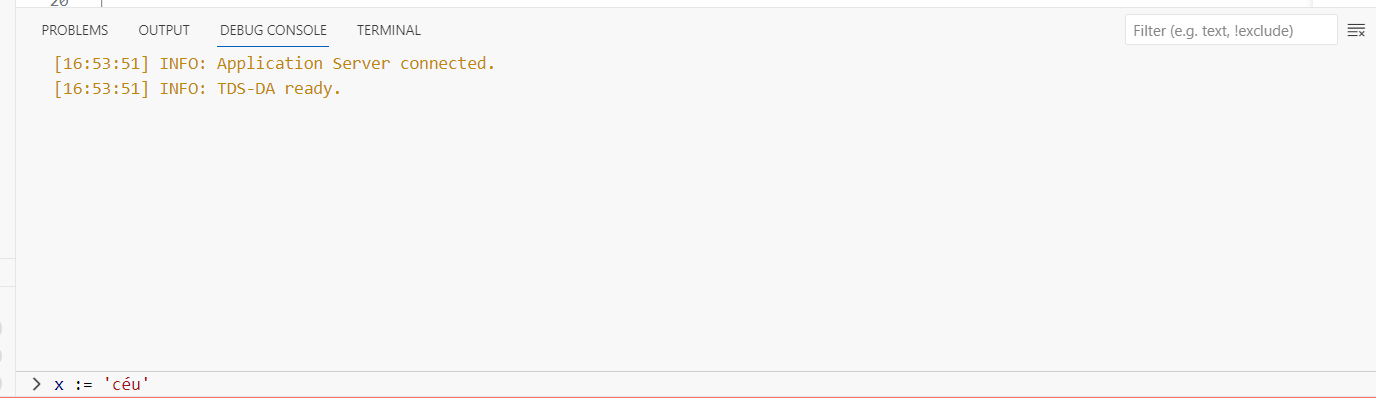 20
PROBLEMS OUTPUT DEBUG CONSOLE TERMINAL Filter (e.g. text, !exclude)
[16:53:51] INFO: Application Server connected.
[16:53:51] INFO: TDS-DA ready.
> x := 'céu'